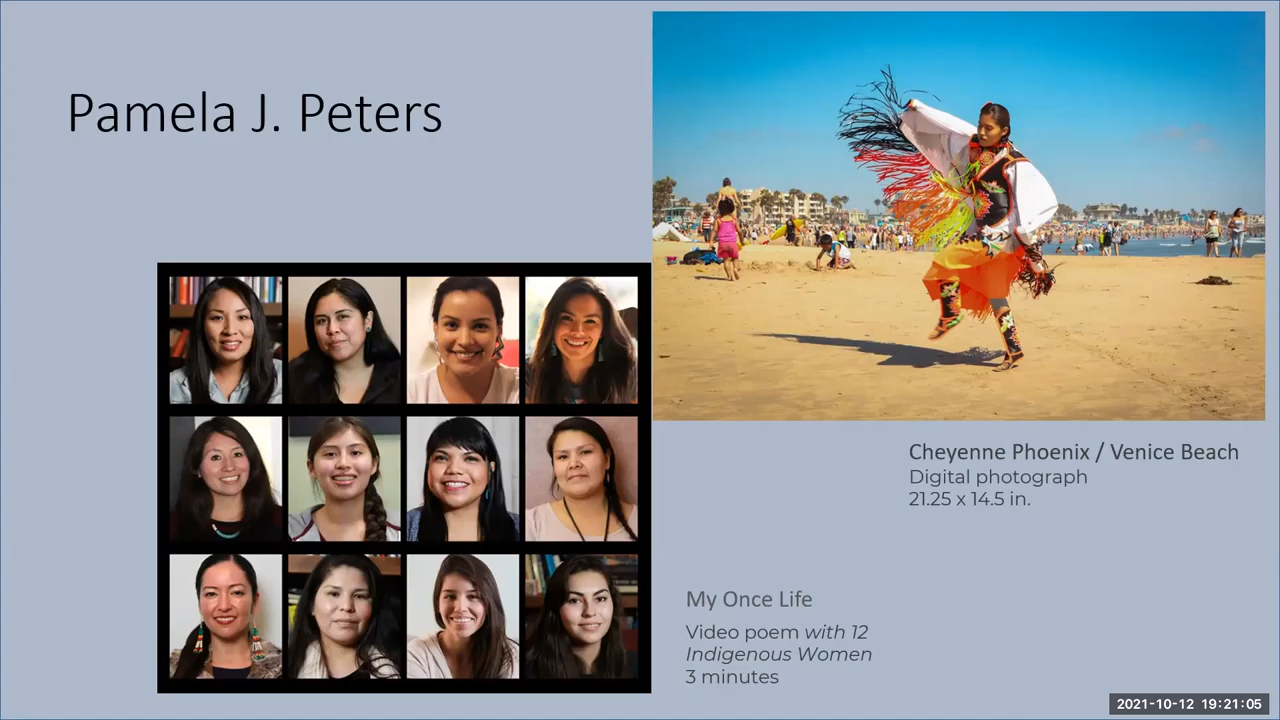 Pamela J. Peters
Cheyenne Phoenix / Venice Beach
Digital photograph
21.25 x 14.5 in.
My Once Life
Video poem with 12
Indigenous Women
3 minutes
2021-10-12 19:21:05